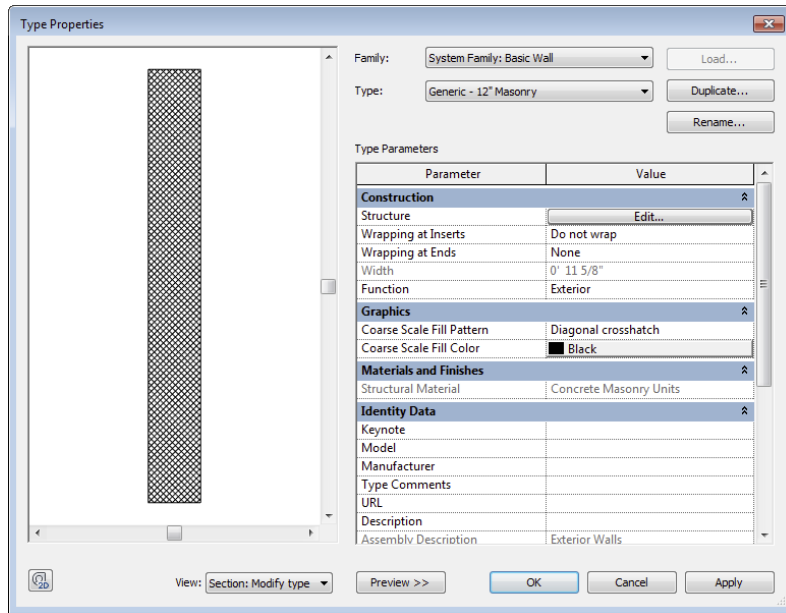 Type Properties
Family: System Family: Basic Wall Load...
Type: Generic - 12" Masonry Duplicate...
Rename...
Type Parameters
Parameter Value
Construction
Structure Edit...
Wrapping at Inserts Do not wrap
Wrapping at Ends None
Width 0' 11 5/8"
Function Exterior
Graphics
Coarse Scale Fill Pattern Diagonal crosshatch
Coarse Scale Fill Color Black
Materials and Finishes
Structural Material Concrete Masonry Units
Identity Data
Keynote
Model
Manufacturer
Type Comments
URL
Description
Assembly Description Exterior Walls
2D View: Section: Modify type Preview >> OK Cancel Apply